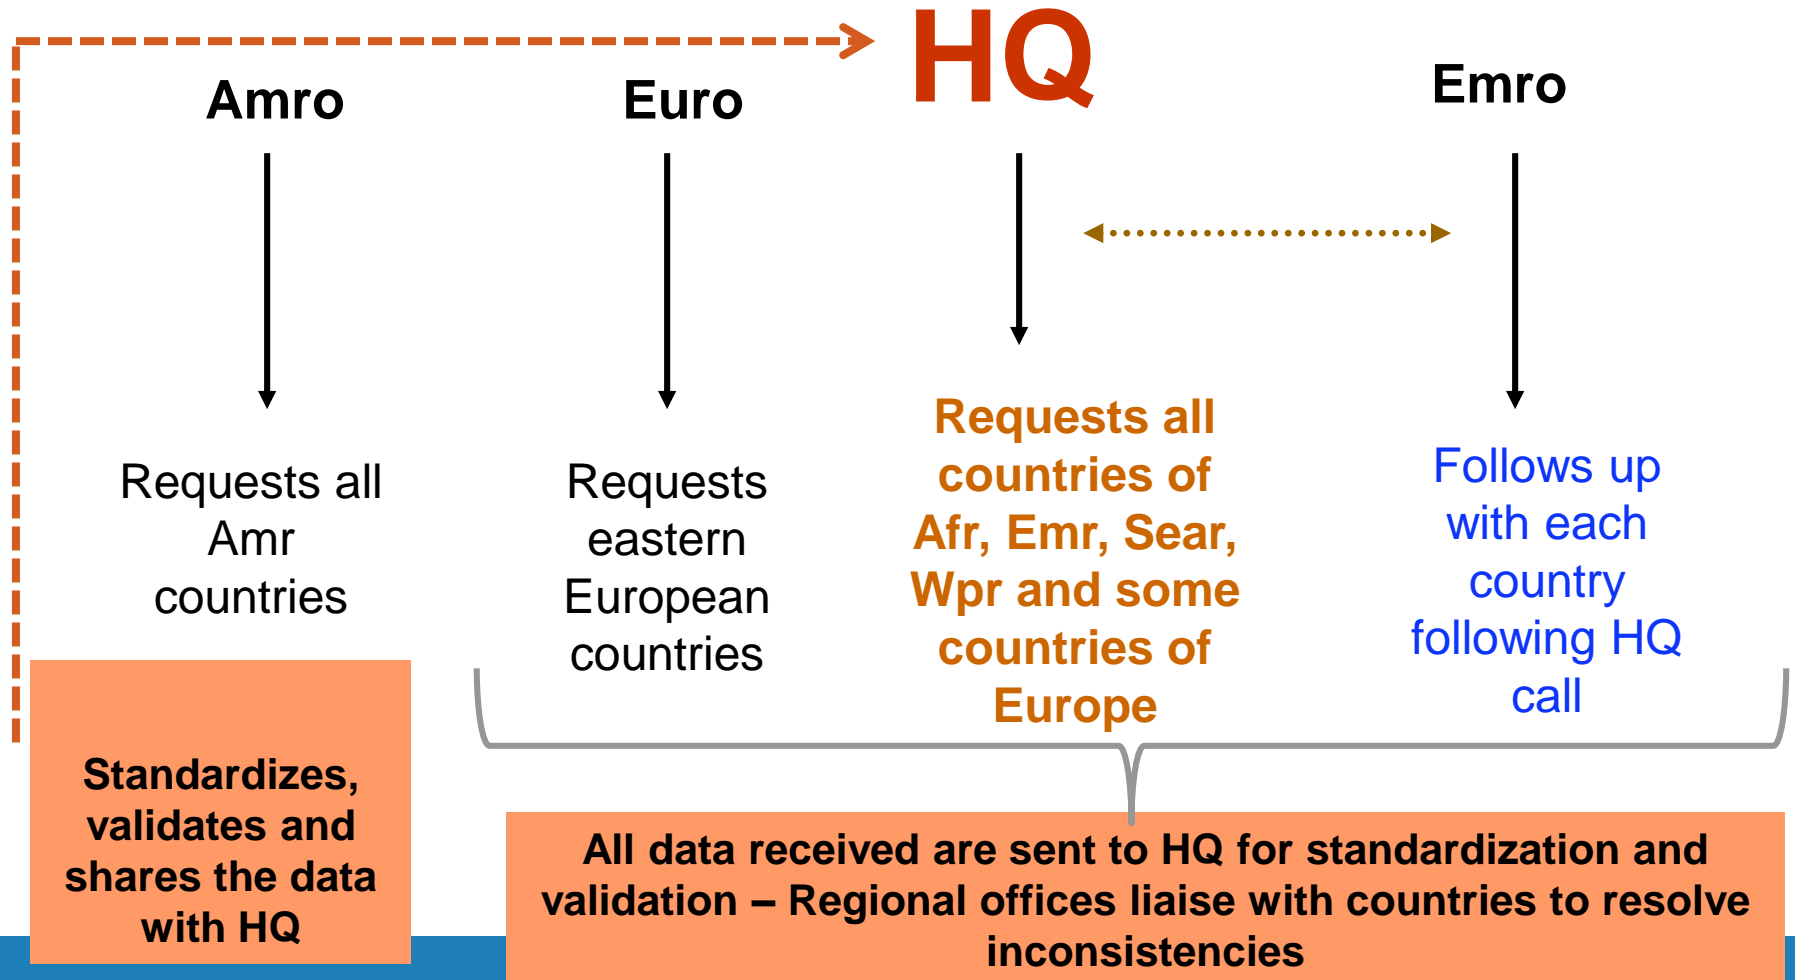 HQ
Amro
Euro
Emro
Requests all
Amr
countries
Requests
eastern
European
countries
Requests all
countries of
Afr, Emr, Sear,
Wpr and some
countries of
Europe
Follows up
with each
country
following HQ
call
Standardizes,
validates and
shares the data
with HQ
All data received are sent to HQ for standardization and
validation – Regional offices liaise with countries to resolve
inconsistencies